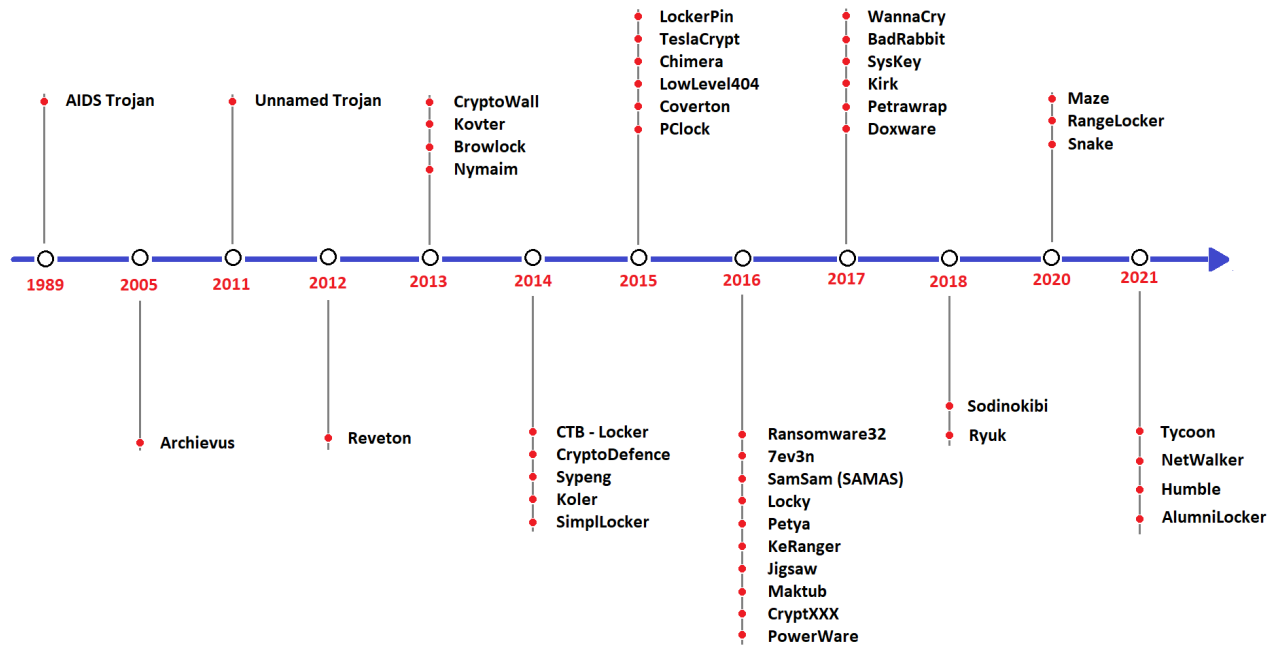 LockerPin
TeslaCrypt
Chimera
LowLevel404
Coverton
PClock
WannaCry
BadRabbit
SysKey
Kirk
Petrawrap
Doxware
AIDS Trojan
Unnamed Trojan
CryptoWall
Kovter
Browlock
Nymaim
Maze
RangeLocker
Snake
1989
2005
2011
2012
2013
2014
2015
2016
2017
2018
2020
2021
Archievus
Reveton
CTB - Locker
CryptoDefence
Sypeng
Koler
SimplLocker
Ransomware32
7ev3n
SamSam (SAMAS)
Locky
Petya
KeRanger
Jigsaw
Maktub
CryptXXX
PowerWare
Sodinokibi
Ryuk
Tycoon
NetWalker
Humble
AlumniLocker